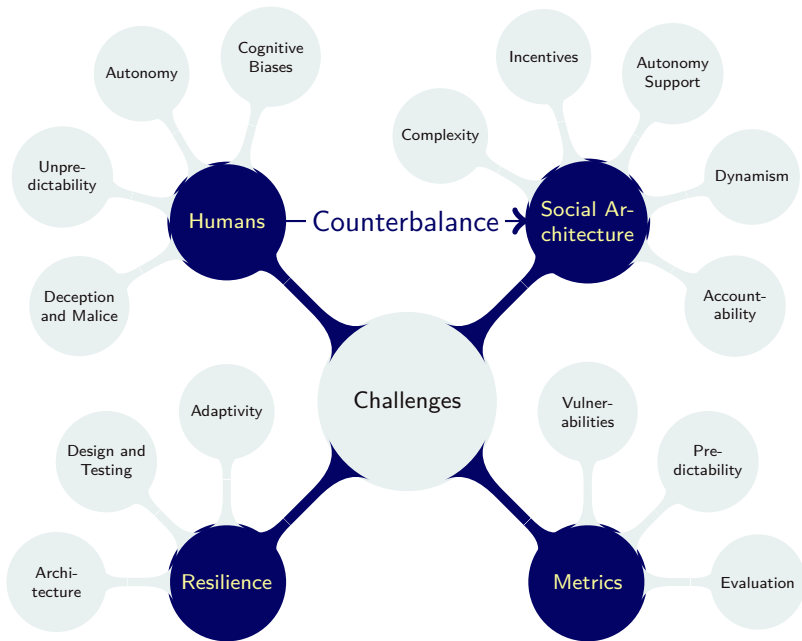 Cognitive
Biases
Autonomy
Unpre-
dictability
Deception
and Malice
Humans
Counterbalance
Incentives
Autonomy
Support
Complexity
Dynamism
Social Ar-
chitecture
Account-
ability
Challenges
Adaptivity
Design and
Testing
Archi-
tecture
Resilience
Vulner-
abilities
Pre-
dictability
Metrics
Evaluation